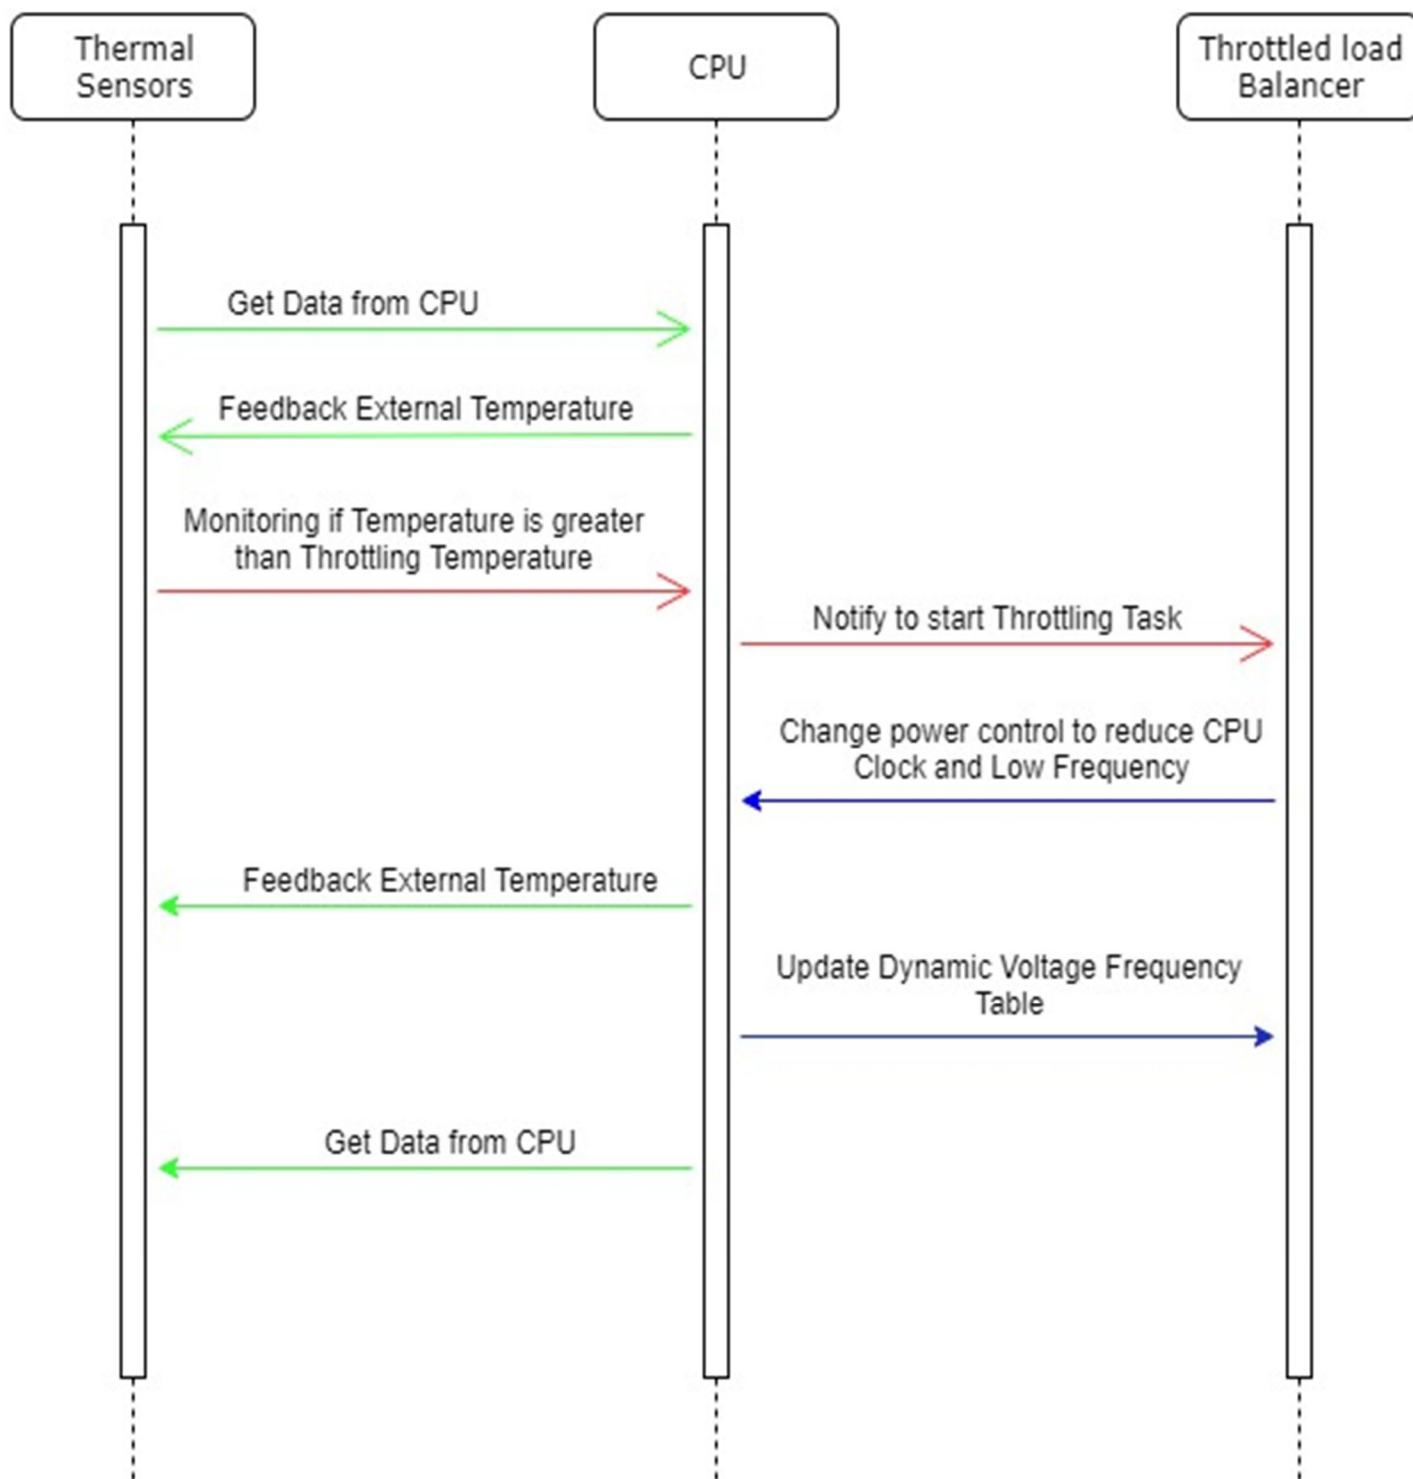 Thermal
Sensors
CPU
Throttled load
Balancer
Get Data from CPU
Feedback External Temperature
Monitoring if Temperature is greater
than Throttling Temperature
Notify to start Throttling Task
Change power control to reduce CPU
Clock and Low Frequency
Feedback External Temperature
Update Dynamic Voltage Frequency
Table
Get Data from CPU